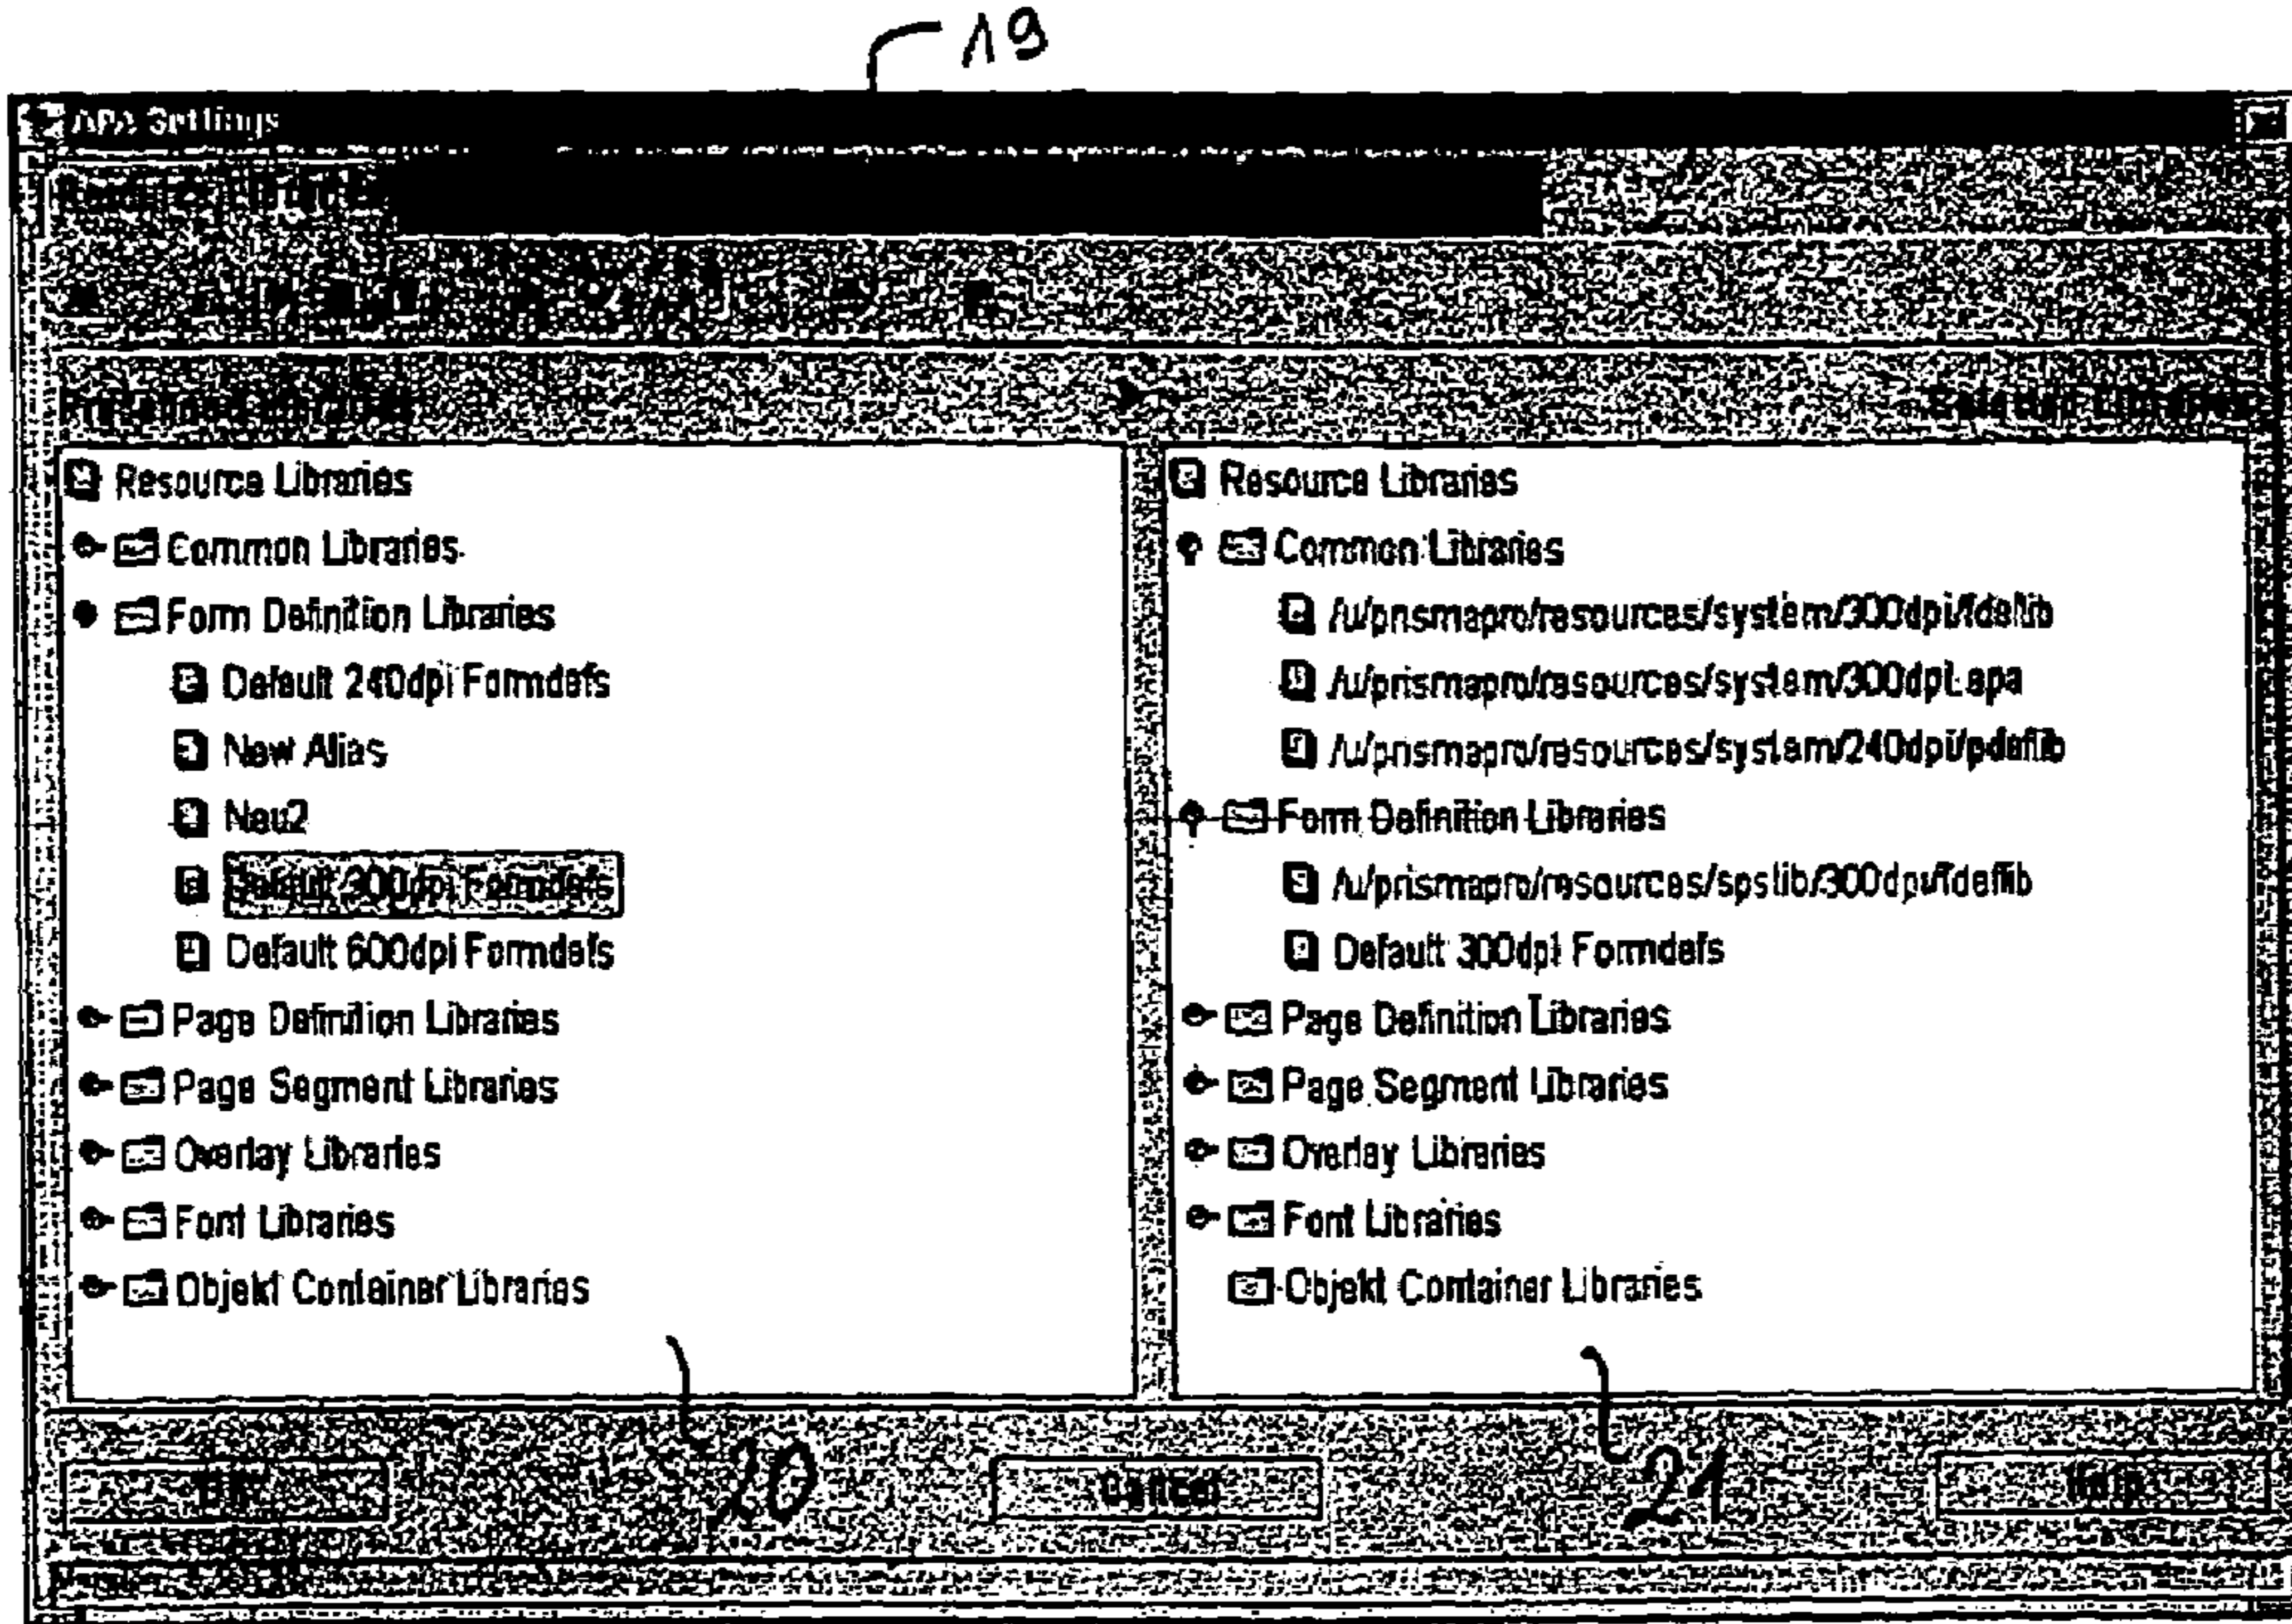 19
APA Settings
Selected Libraries
Resource Libraries
Common Libraries
Form Definition Libraries
Default 240dpi Formdefs
New Alias
Neu2
Default 300dpi Formdefs
Default 600dpi Formdefs
Page Definition Libraries
Page Segment Libraries
Overlay Libraries
Font Libraries
Objekt Container Libraries
Resource Libraries
Common Libraries
/u/prismapro/resources/system/300dpi/fdeflib
/u/prismapro/resources/system/300dpi.apa
/u/prismapro/resources/system/240dpi/pdeflib
Form Definition Libraries
/u/prismapro/resources/spslib/300dpi/fdeflib
Default 300dpi Formdefs
Page Definition Libraries
Page Segment Libraries
Overlay Libraries
Font Libraries
Objekt Container Libraries
20
Cancel
21
Help